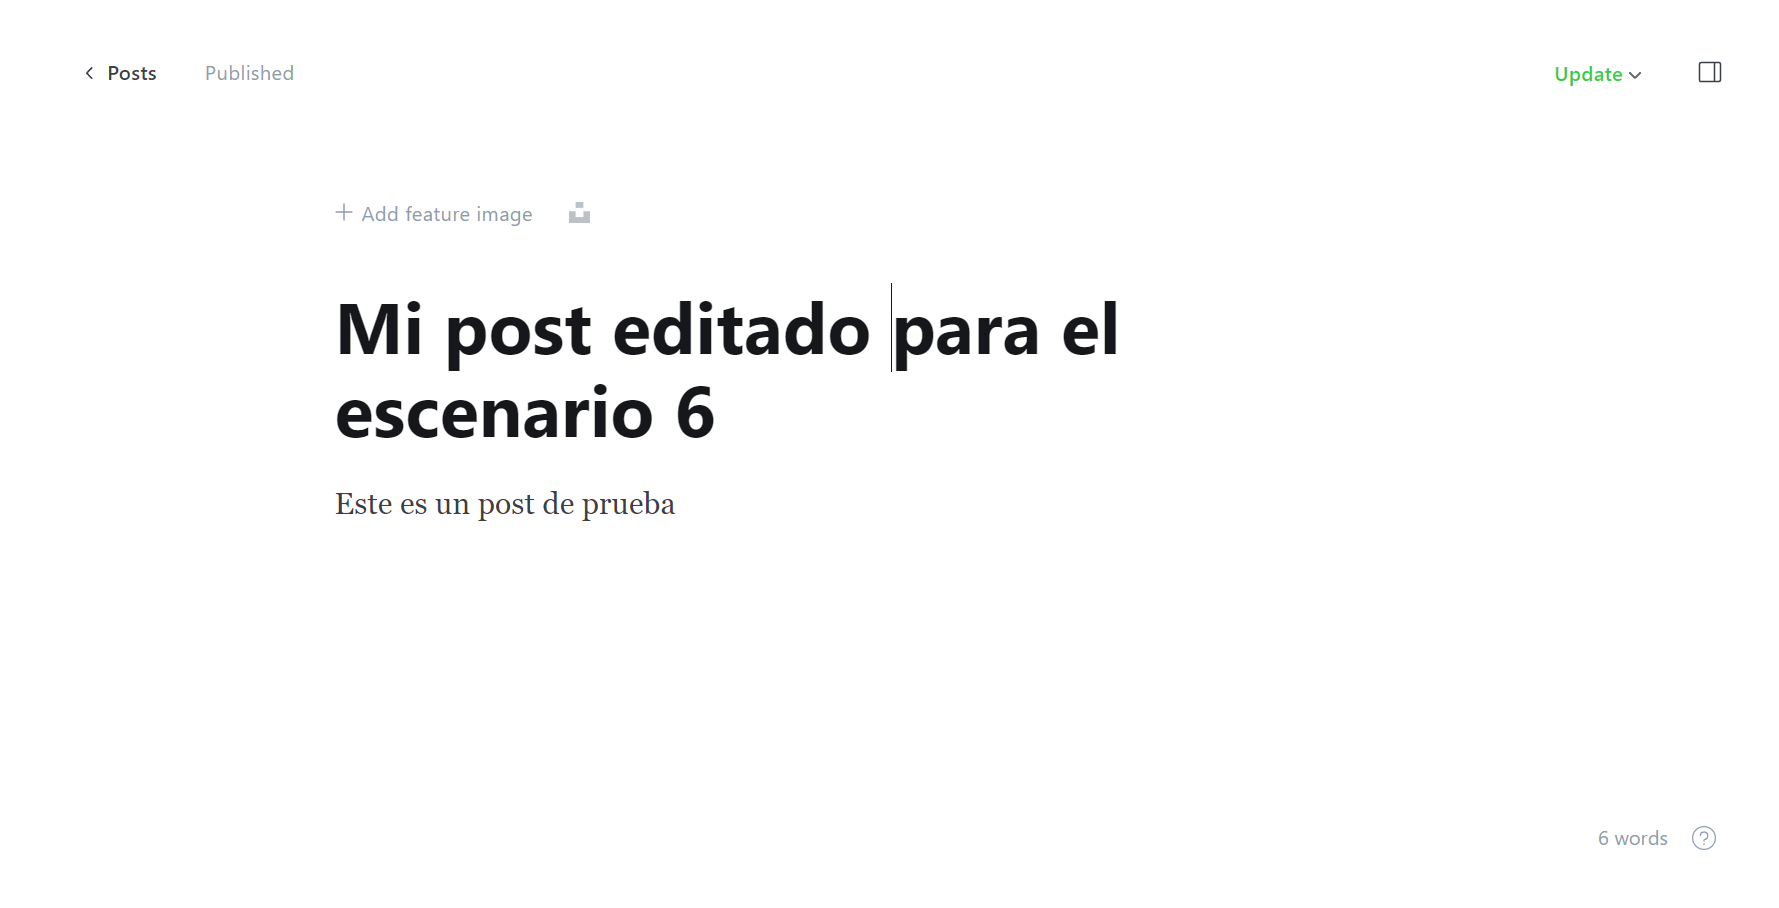 Posts
Published
Update
Add feature image
Mi post editado para el
escenario 6
Este es un post de prueba
6 words
?